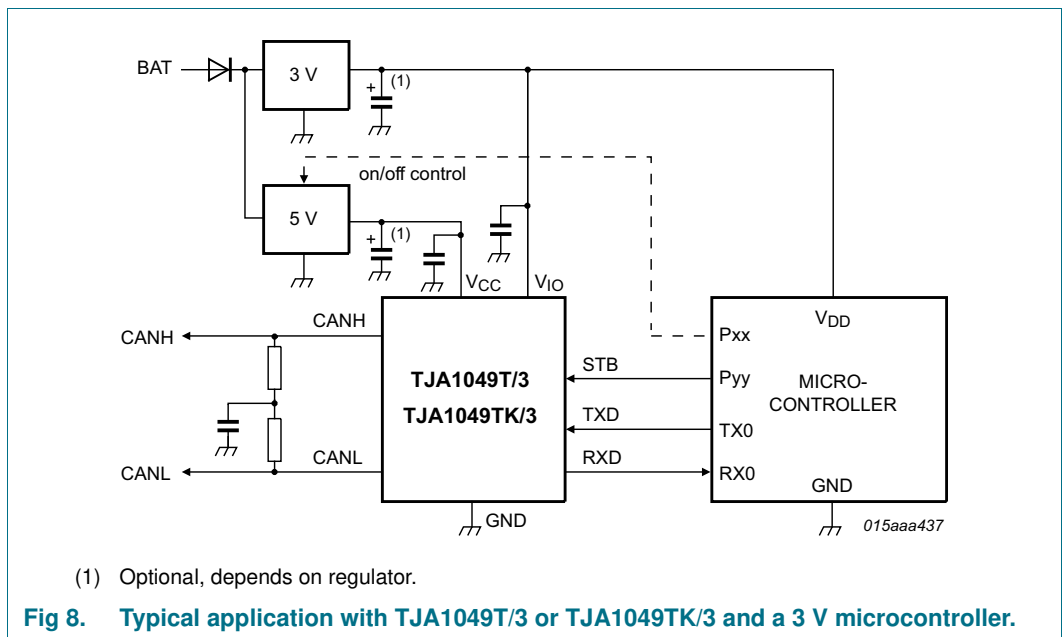 BAT
3 V
+ (1)
on/off control
5 V
+ (1)
VCC
VIO
CANH
CANH
TJA1049T/3
TJA1049TK/3
STB
TXD
RXD
Pxx
Pyy
TX0
RX0
VDD
MICRO-
CONTROLLER
GND
CANL
CANL
GND
015aaa437
(1) Optional, depends on regulator.
Fig 8. Typical application with TJA1049T/3 or TJA1049TK/3 and a 3 V microcontroller.